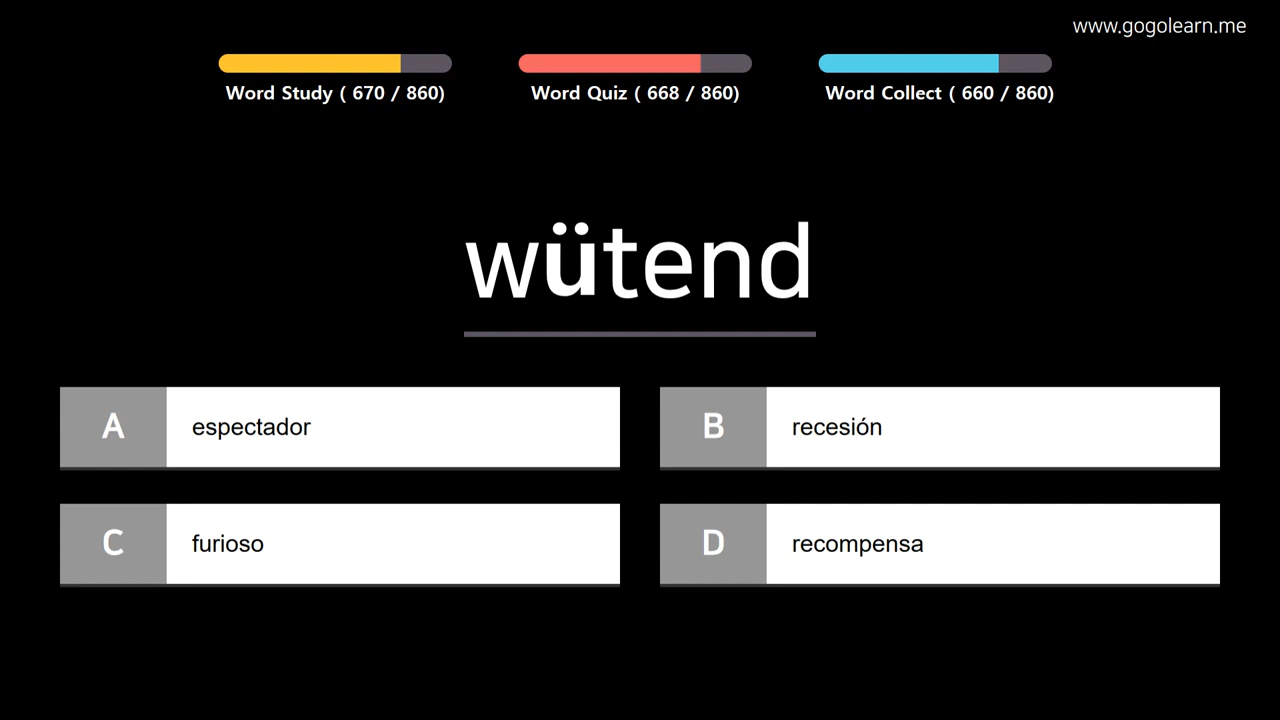 www.gogolearn.me
Word Study ( 670 / 860)
Word Quiz ( 668 / 860)
Word Collect ( 660 / 860)
wütend
A espectador
B recesión
C furioso
D recompensa